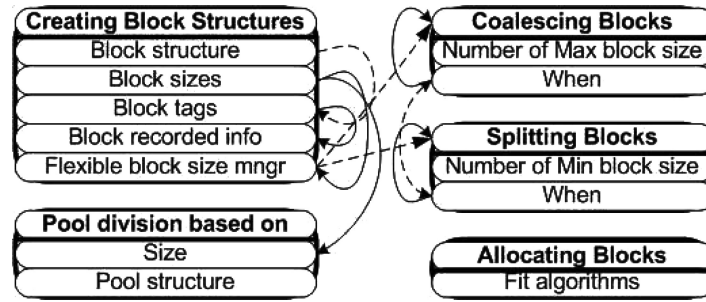 Creating Block Structures
Block structure
Block sizes
Block tags
Block recorded info
Flexible block size mngr
Pool division based on
Size
Pool structure
Coalescing Blocks
Number of Max block size
When
Splitting Blocks
Number of Min block size
When
Allocating Blocks
Fit algorithms